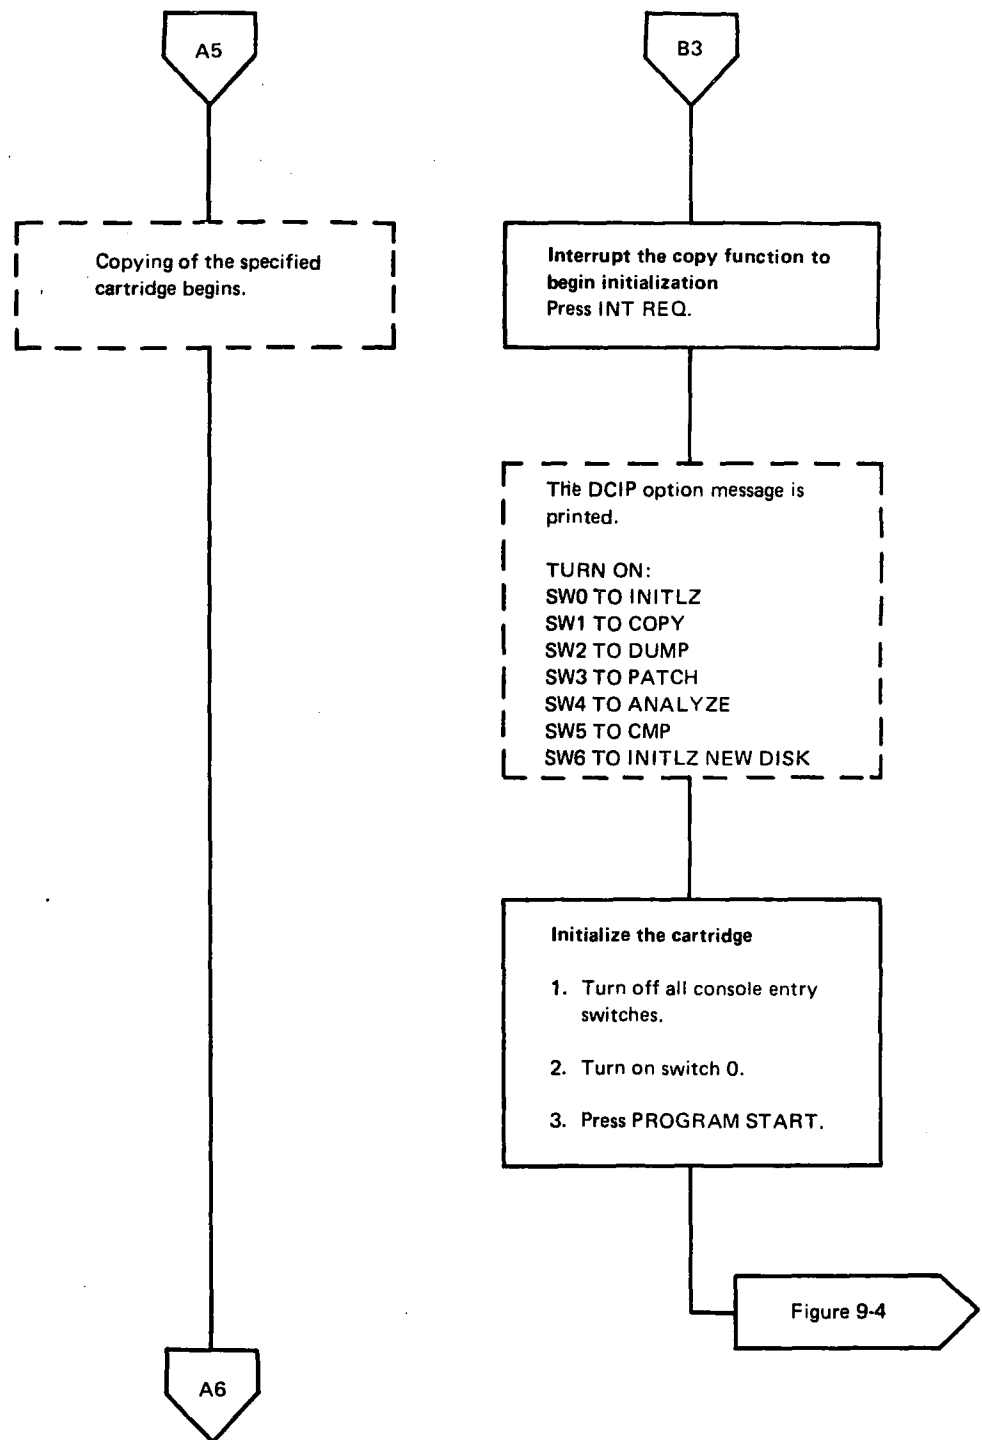 A5
Copying of the specified
cartridge begins.
A6
B3
Interrupt the copy function to
begin initialization
Press INT REQ.
The DCIP option message is
printed.
TURN ON:
SW0 TO INITLZ
SW1 TO COPY
SW2 TO DUMP
SW3 TO PATCH
SW4 TO ANALYZE
SW5 TO CMP
SW6 TO INITLZ NEW DISK
Initialize the cartridge
1. Turn off all console entry
switches.
2. Turn on switch 0.
3. Press PROGRAM START.
Figure 9-4